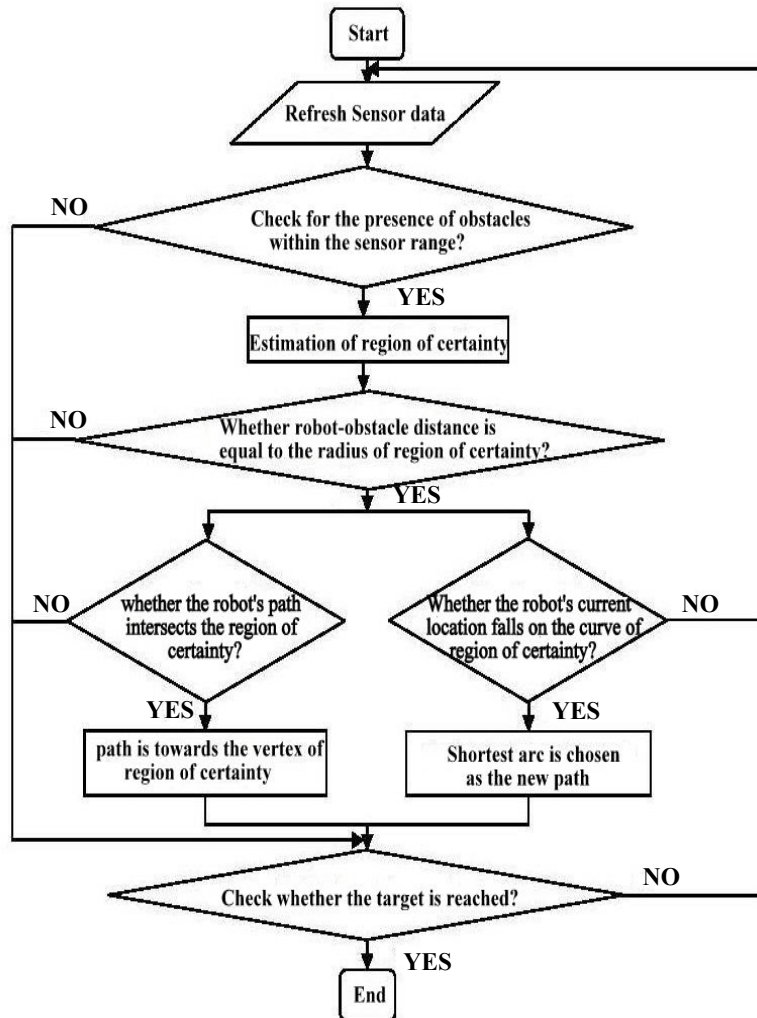 Start
Refresh Sensor data
NO
Check for the presence of obstacles
within the sensor range?
YES
Estimation of region of certainty
NO
Whether robot-obstacle distance is
equal to the radius of region of certainty?
YES
NO
whether the robot's path
intersects the region of
certainty?
Whether the robot's current
location falls on the curve of
region of certainty?
NO
YES
YES
path is towards the vertex of
region of certainty
Shortest arc is chosen
as the new path
Check whether the target is reached?
NO
YES
End